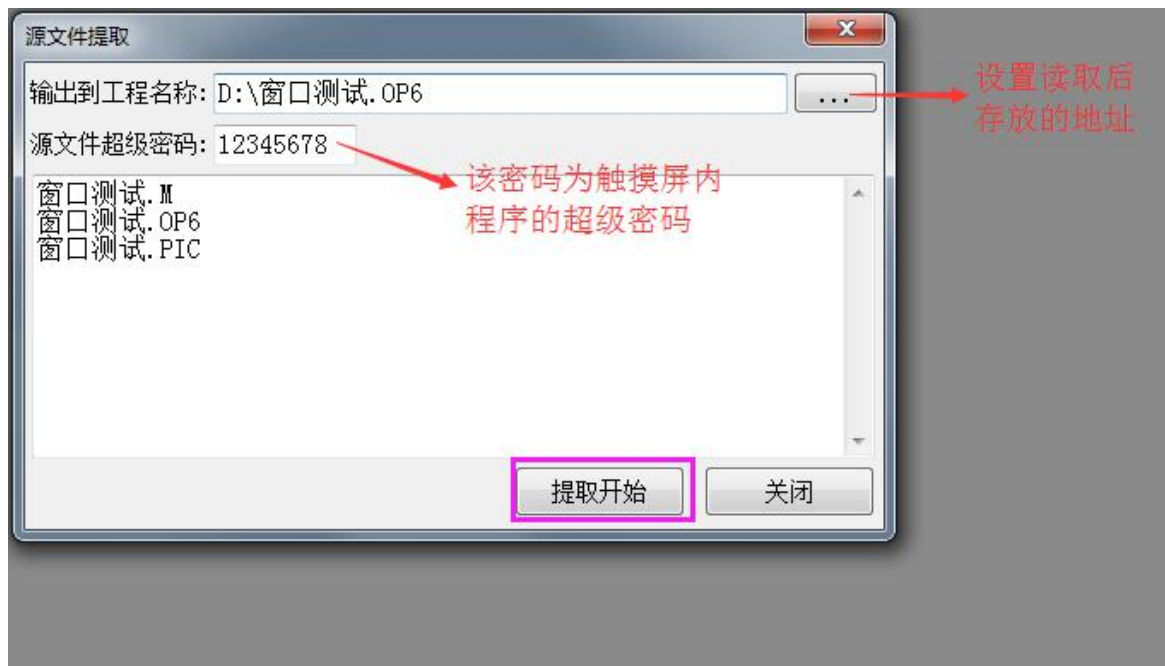 源文件提取
输出到工程名称: D:\窗口测试.OP6
...
设置读取后
存放的地址
源文件超级密码: 12345678
该密码为触摸屏内
程序的超级密码
窗口测试.M
窗口测试.OP6
窗口测试.PIC
提取开始
关闭